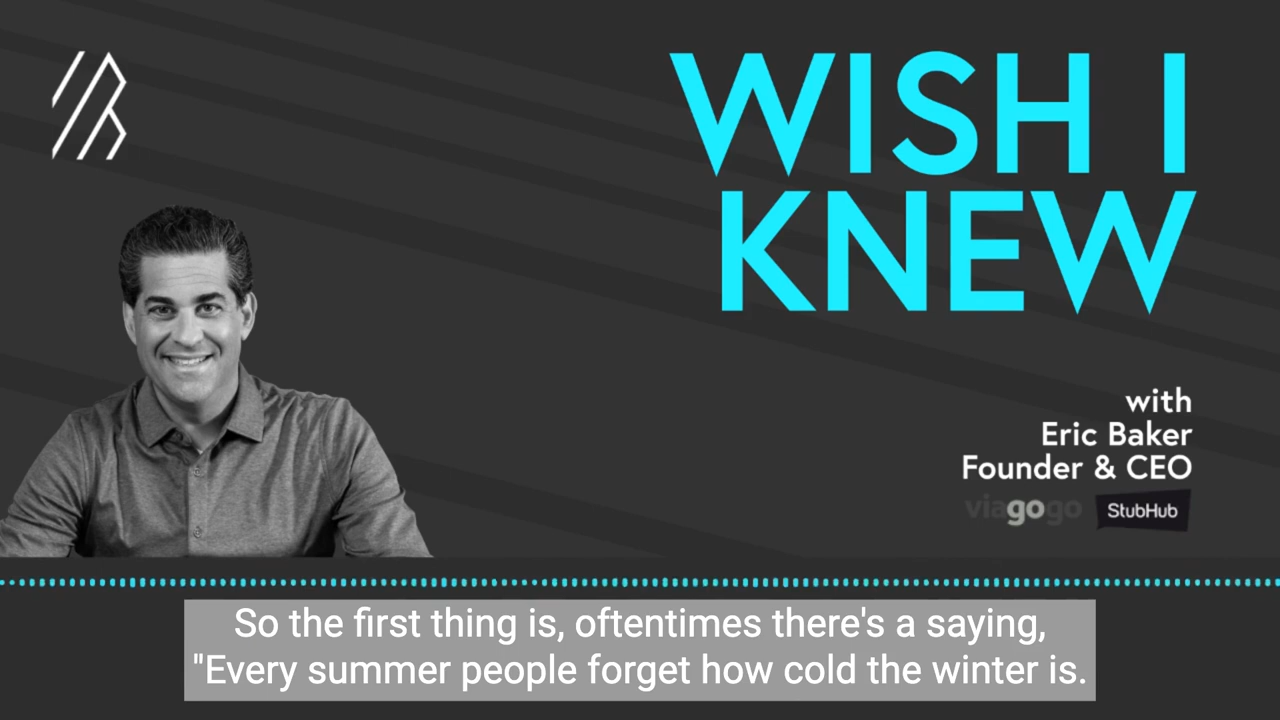 WISH I
KNEW
with
Eric Baker
Founder & CEO
viagogo StubHub
So the first thing is, oftentimes there's a saying,
"Every summer people forget how cold the winter is.